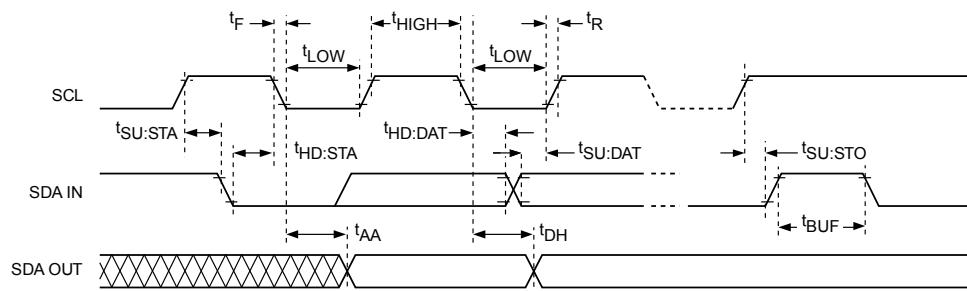 tF tHIGH tR
tLOW tLOW
SCL
tSU:STA tHD:STA tHD:DAT tSU:DAT tSU:STO
SDA IN
tAA tDH tBUF
SDA OUT